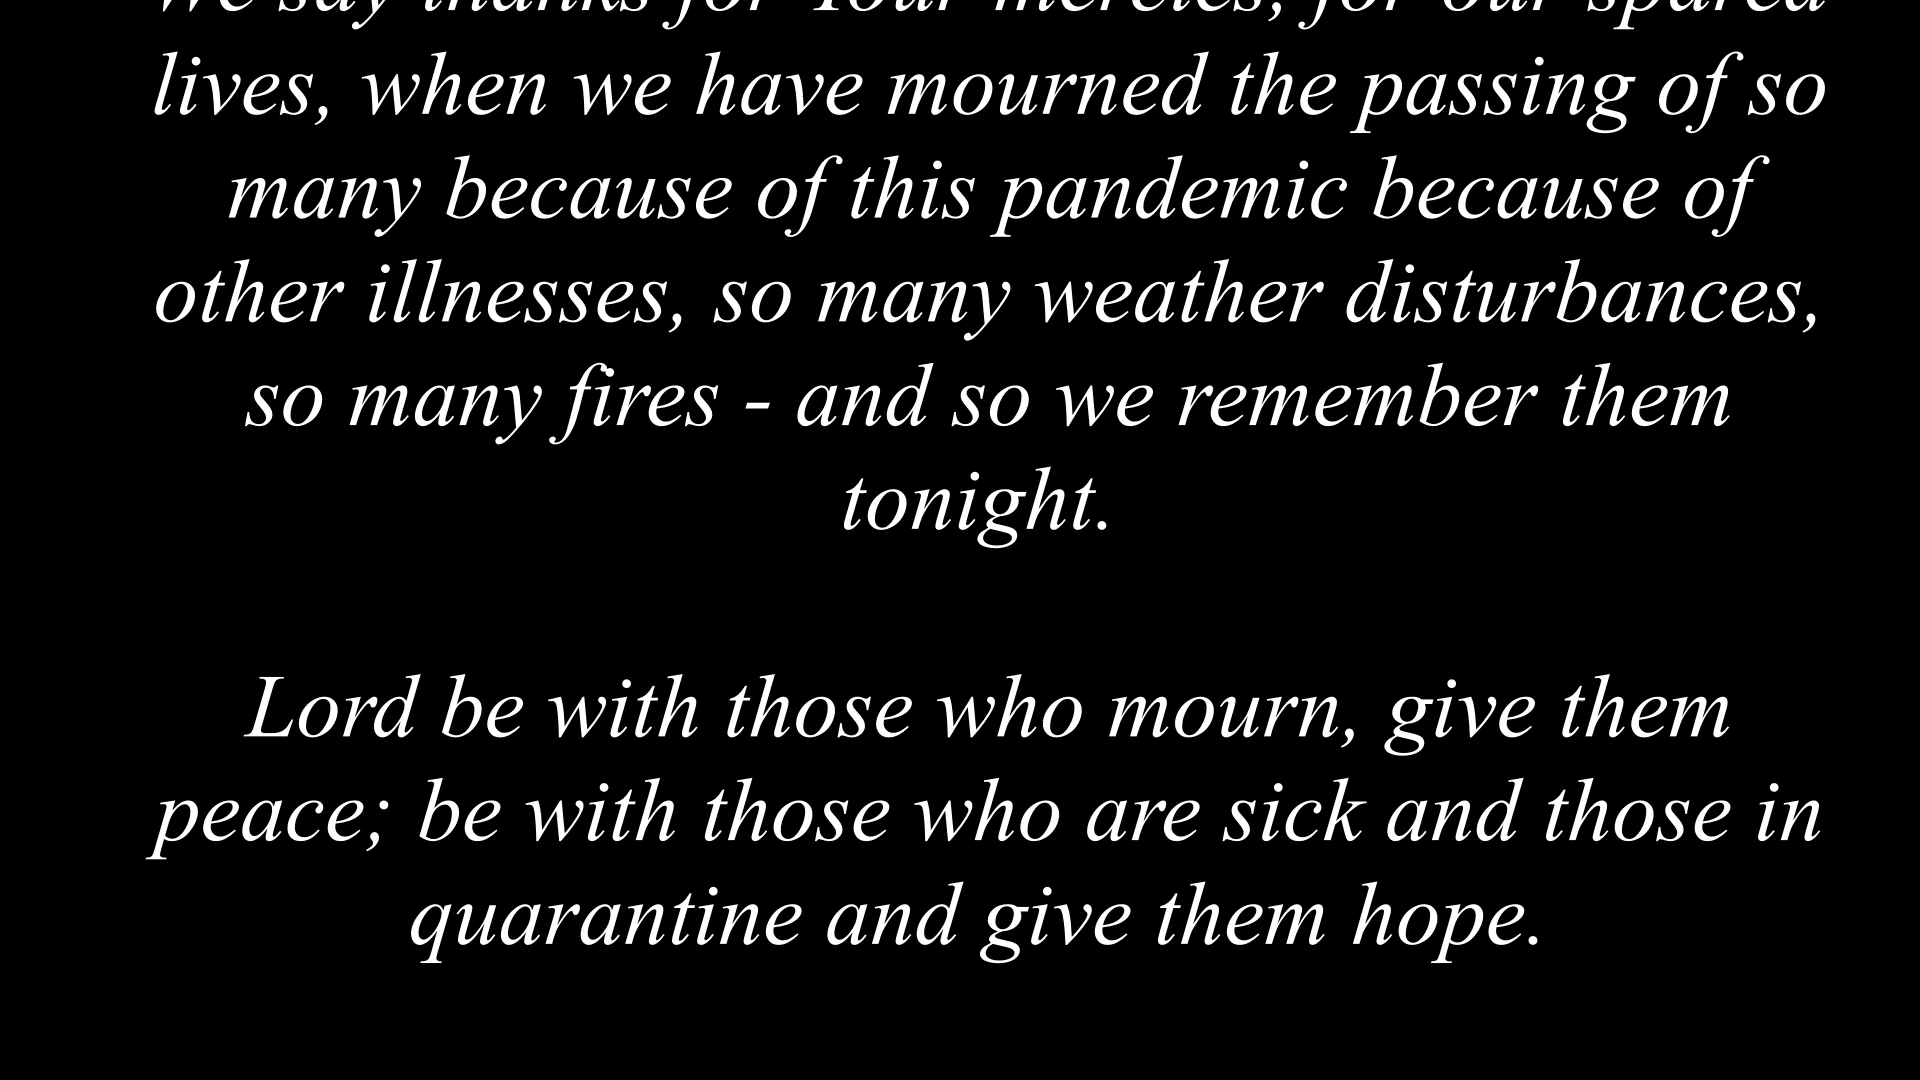 We say thanks for Your mercies, for our spared
lives, when we have mourned the passing of so
many because of this pandemic because of
other illnesses, so many weather disturbances,
so many fires - and so we remember them
tonight.
Lord be with those who mourn, give them
peace; be with those who are sick and those in
quarantine and give them hope.